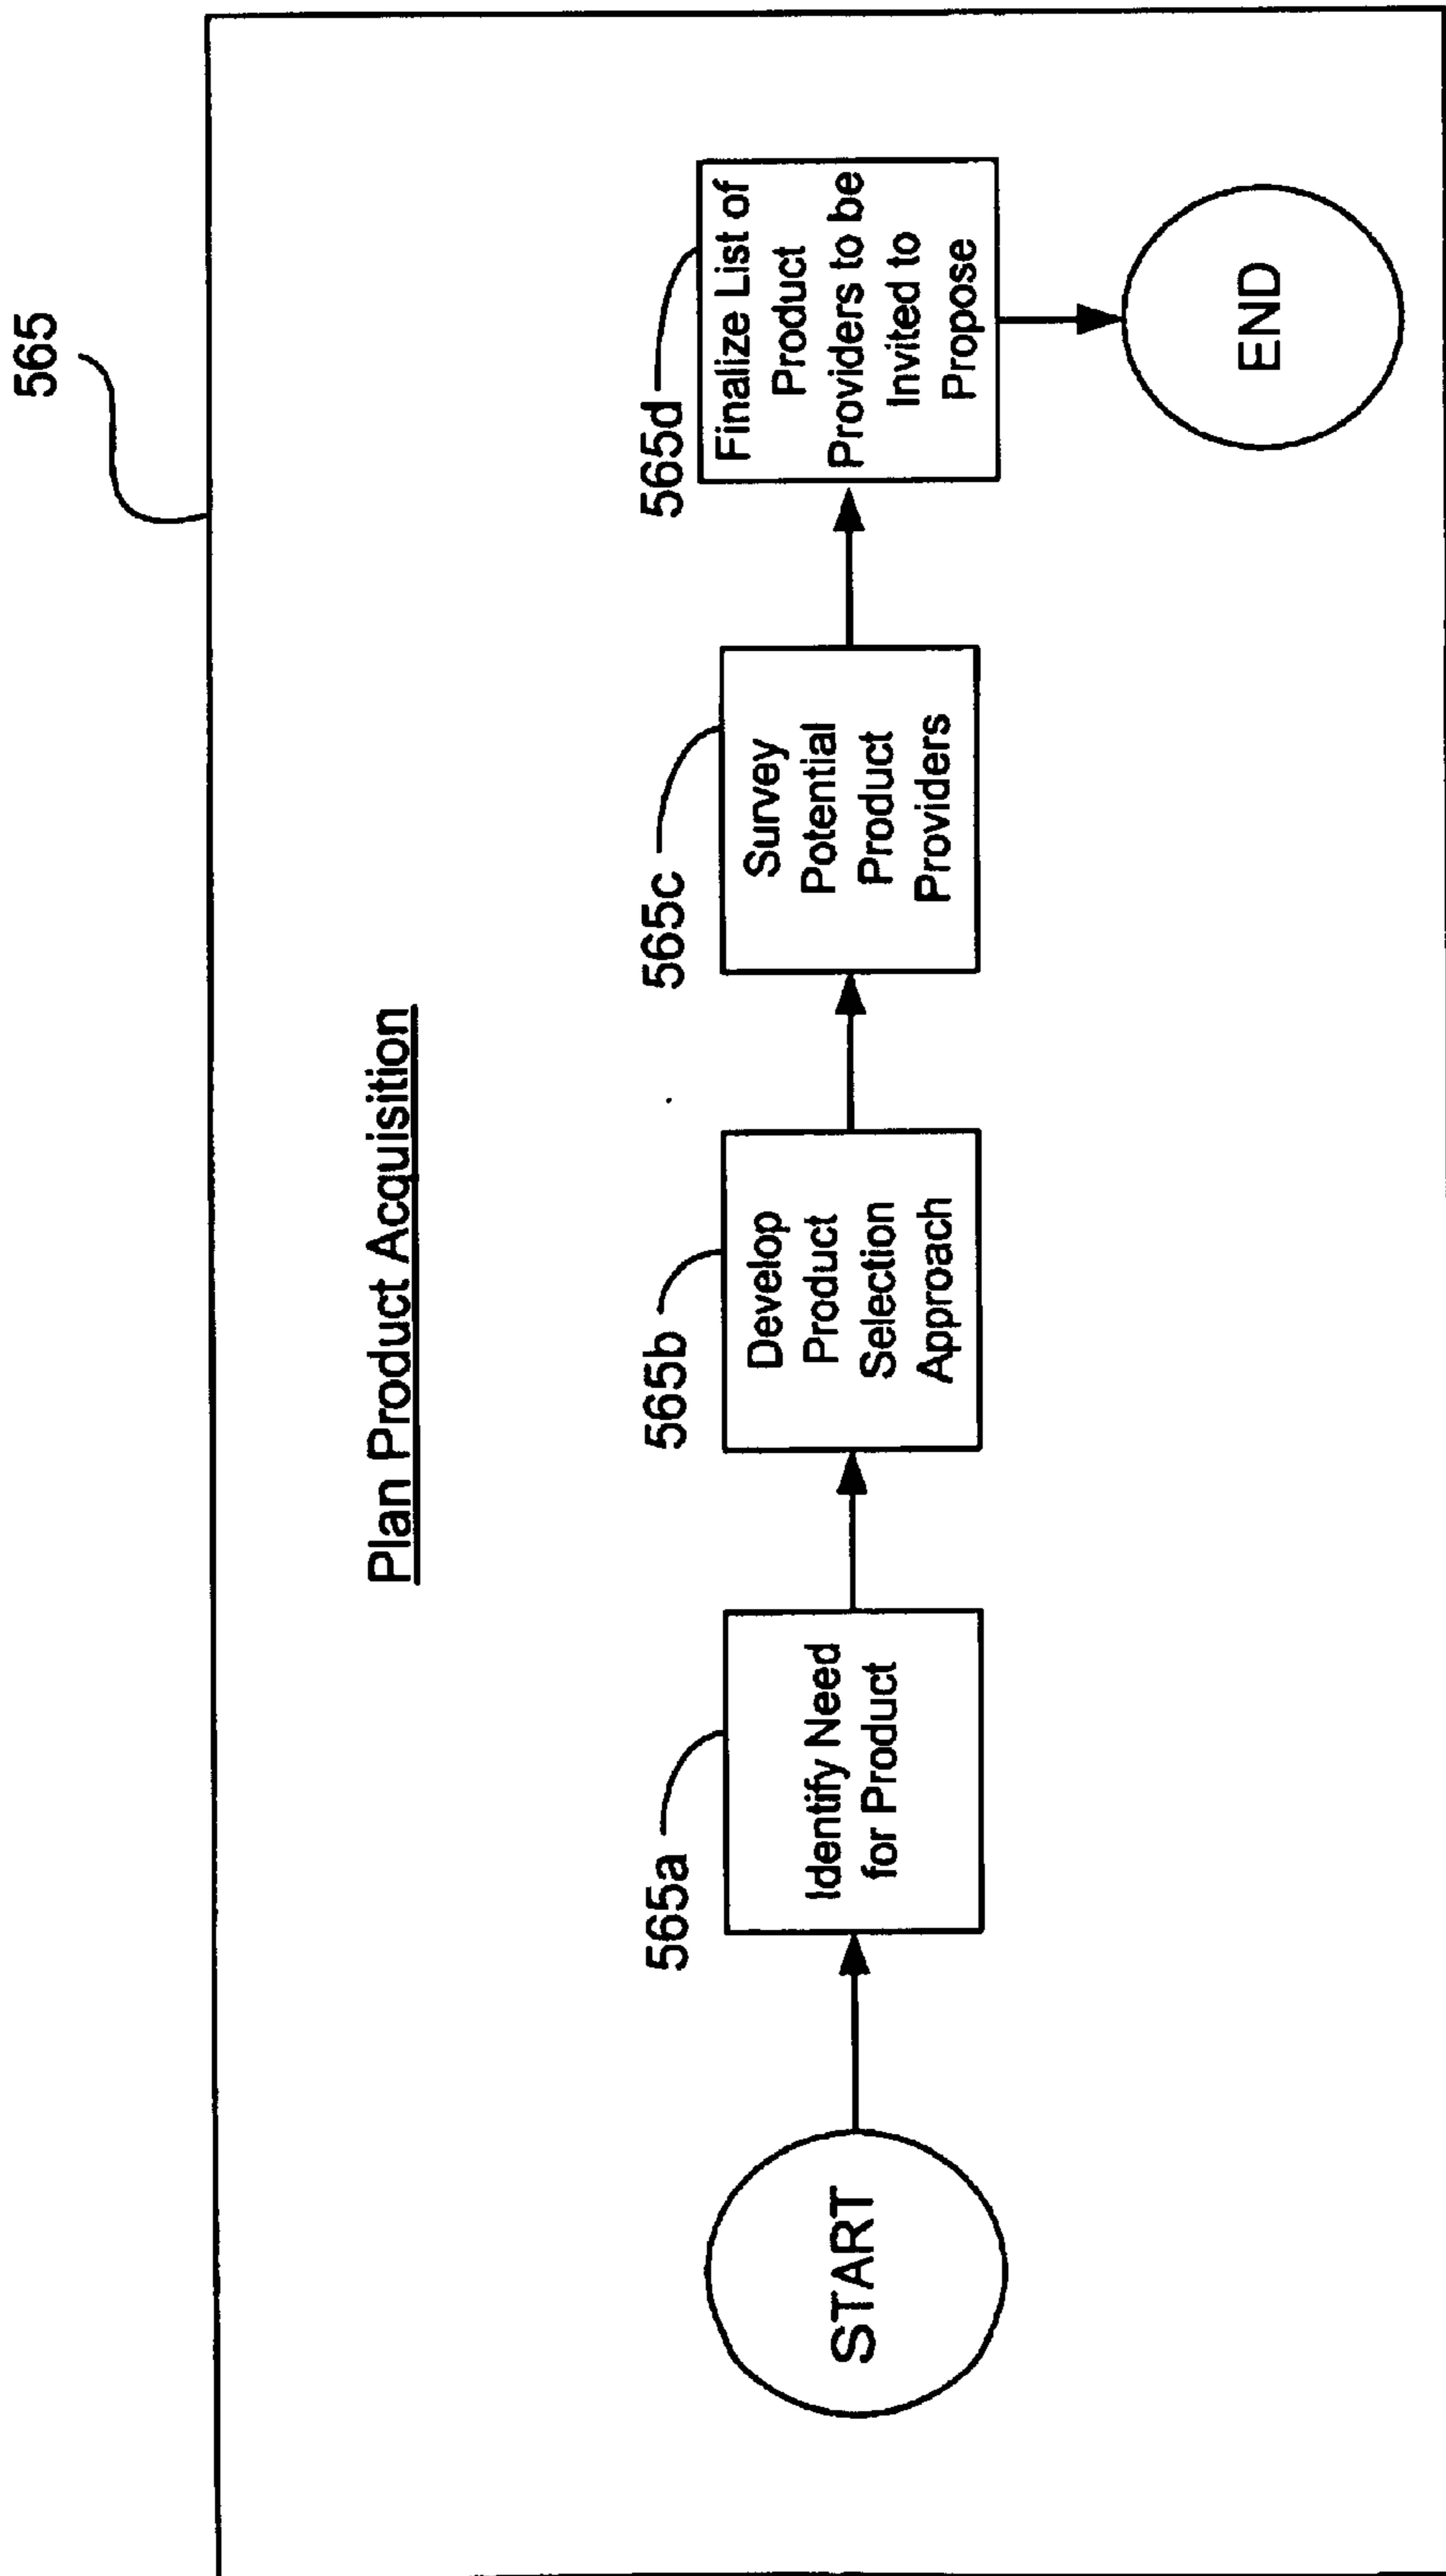 565
Plan Product Acquisition
START
565a
Identify Need
for Product
565b
Develop
Product
Selection
Approach
565c
Survey
Potential
Product
Providers
565d
Finalize List of
Product
Providers to be
Invited to
Propose
END